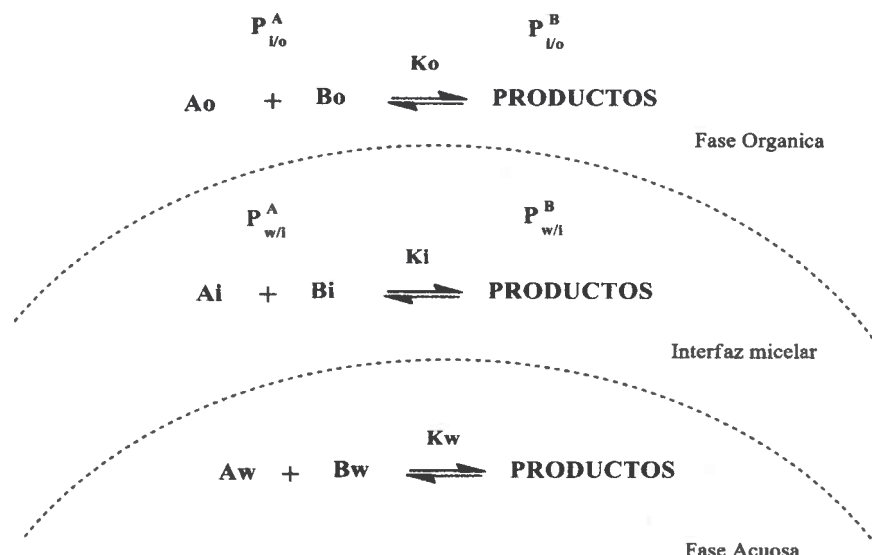 P A i/o P B i/o
Ko
Ao + Bo PRODUCTOS
Fase Organica
P A w/i P B w/i
Ki
Ai + Bi PRODUCTOS
Interfaz micelar
Kw
Aw + Bw PRODUCTOS
Fase Acuosa